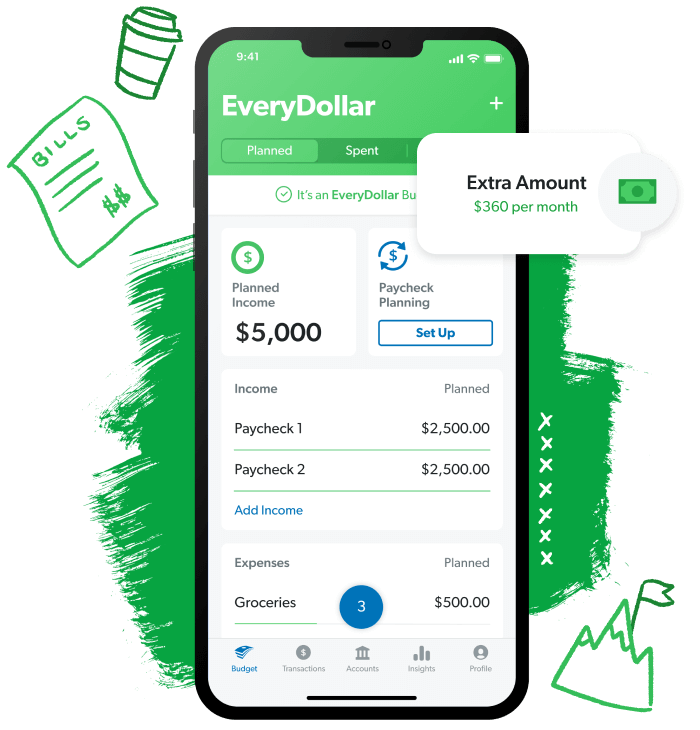 BILLS
$$
9:41
EveryDollar
+
Planned Spent
It's an EveryDollar Bu
Extra Amount
$360 per month
$
Planned
Income
$5,000
$
Paycheck
Planning
Set Up
Income Planned
Paycheck 1 $2,500.00
Paycheck 2 $2,500.00
Add Income
Expenses Planned
Groceries $500.00
3
$
Budget Transactions Accounts Insights Profile